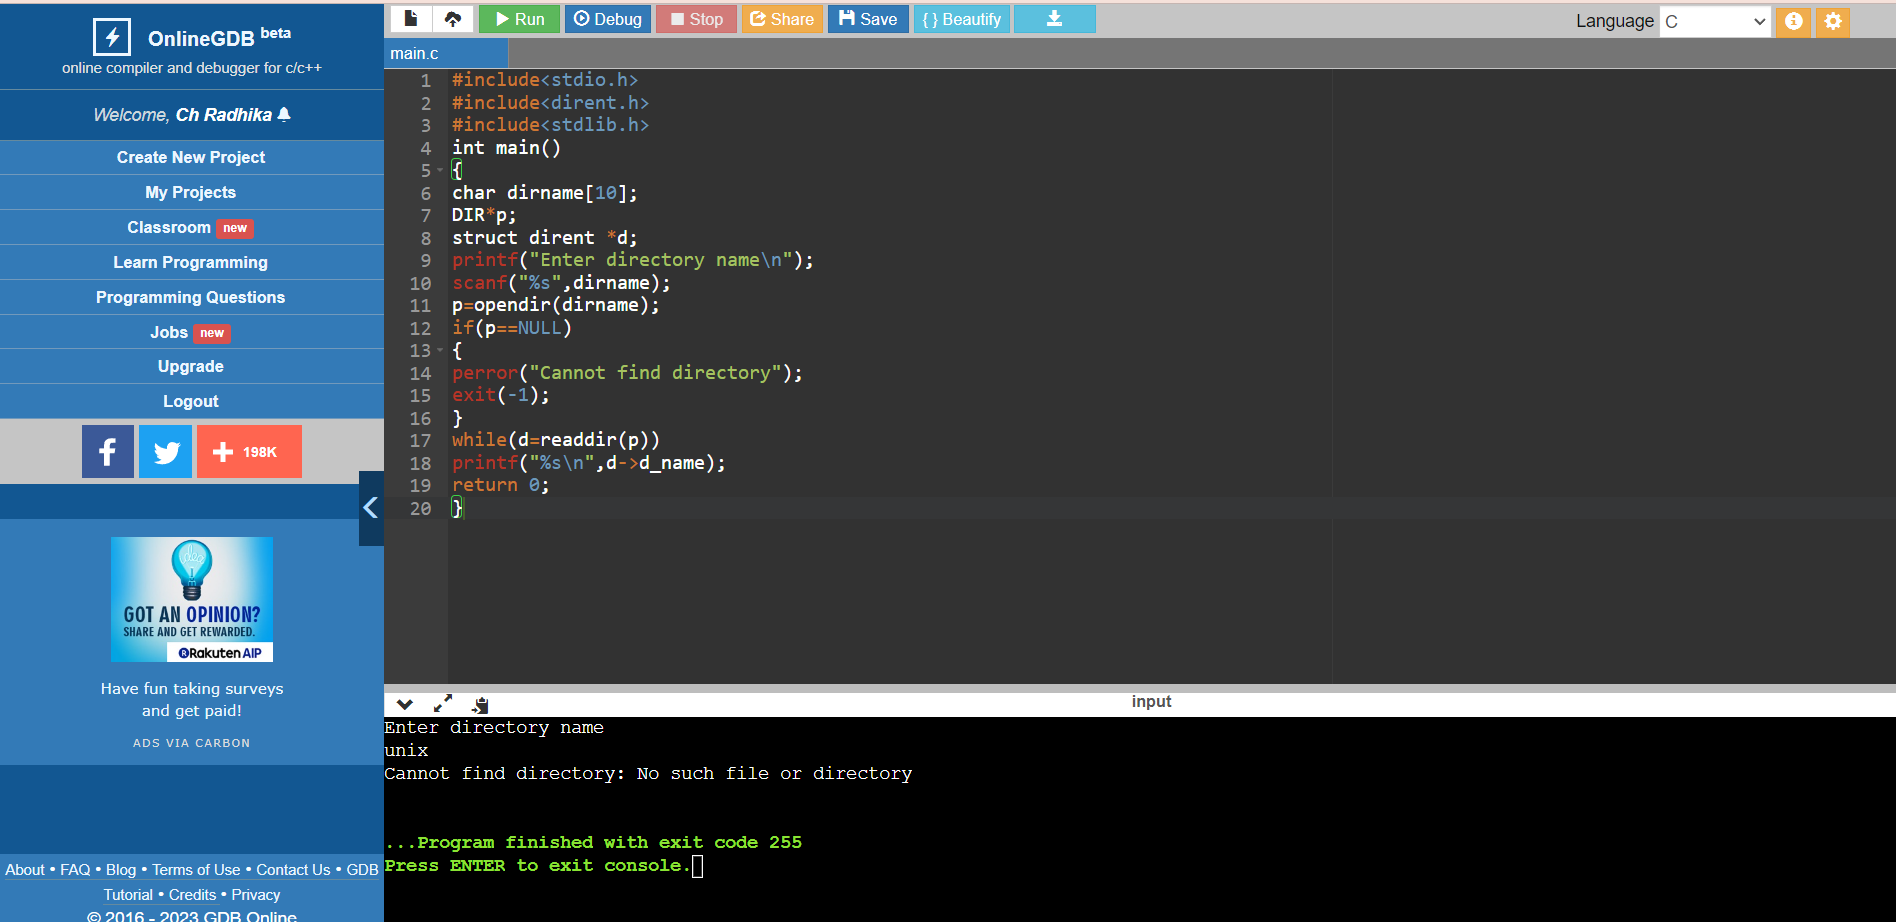 OnlineGDB beta
online compiler and debugger for c/c++
Welcome, Ch Radhika
Create New Project
My Projects
Classroom new
Learn Programming
Programming Questions
Jobs new
Upgrade
Logout
198K
GOT AN OPINION?
SHARE AND GET REWARDED.
Rakuten AIP
Have fun taking surveys
and get paid!
ADS VIA CARBON
About • FAQ • Blog • Terms of Use • Contact Us • GDB
Tutorial • Credits • Privacy
© 2016 - 2023 GDB Online
Run Debug Stop Share Save { } Beautify
Language C
main.c
1 #include<stdio.h>
2 #include<dirent.h>
3 #include<stdlib.h>
4 int main()
5 {
6 char dirname[10];
7 DIR*p;
8 struct dirent *d;
9 printf("Enter directory name\n");
10 scanf("%s",dirname);
11 p=opendir(dirname);
12 if(p==NULL)
13 {
14 perror("Cannot find directory");
15 exit(-1);
16 }
17 while(d=readdir(p))
18 printf("%s\n",d->d_name);
19 return 0;
20 }
input
Enter directory name
unix
Cannot find directory: No such file or directory
...Program finished with exit code 255
Press ENTER to exit console.